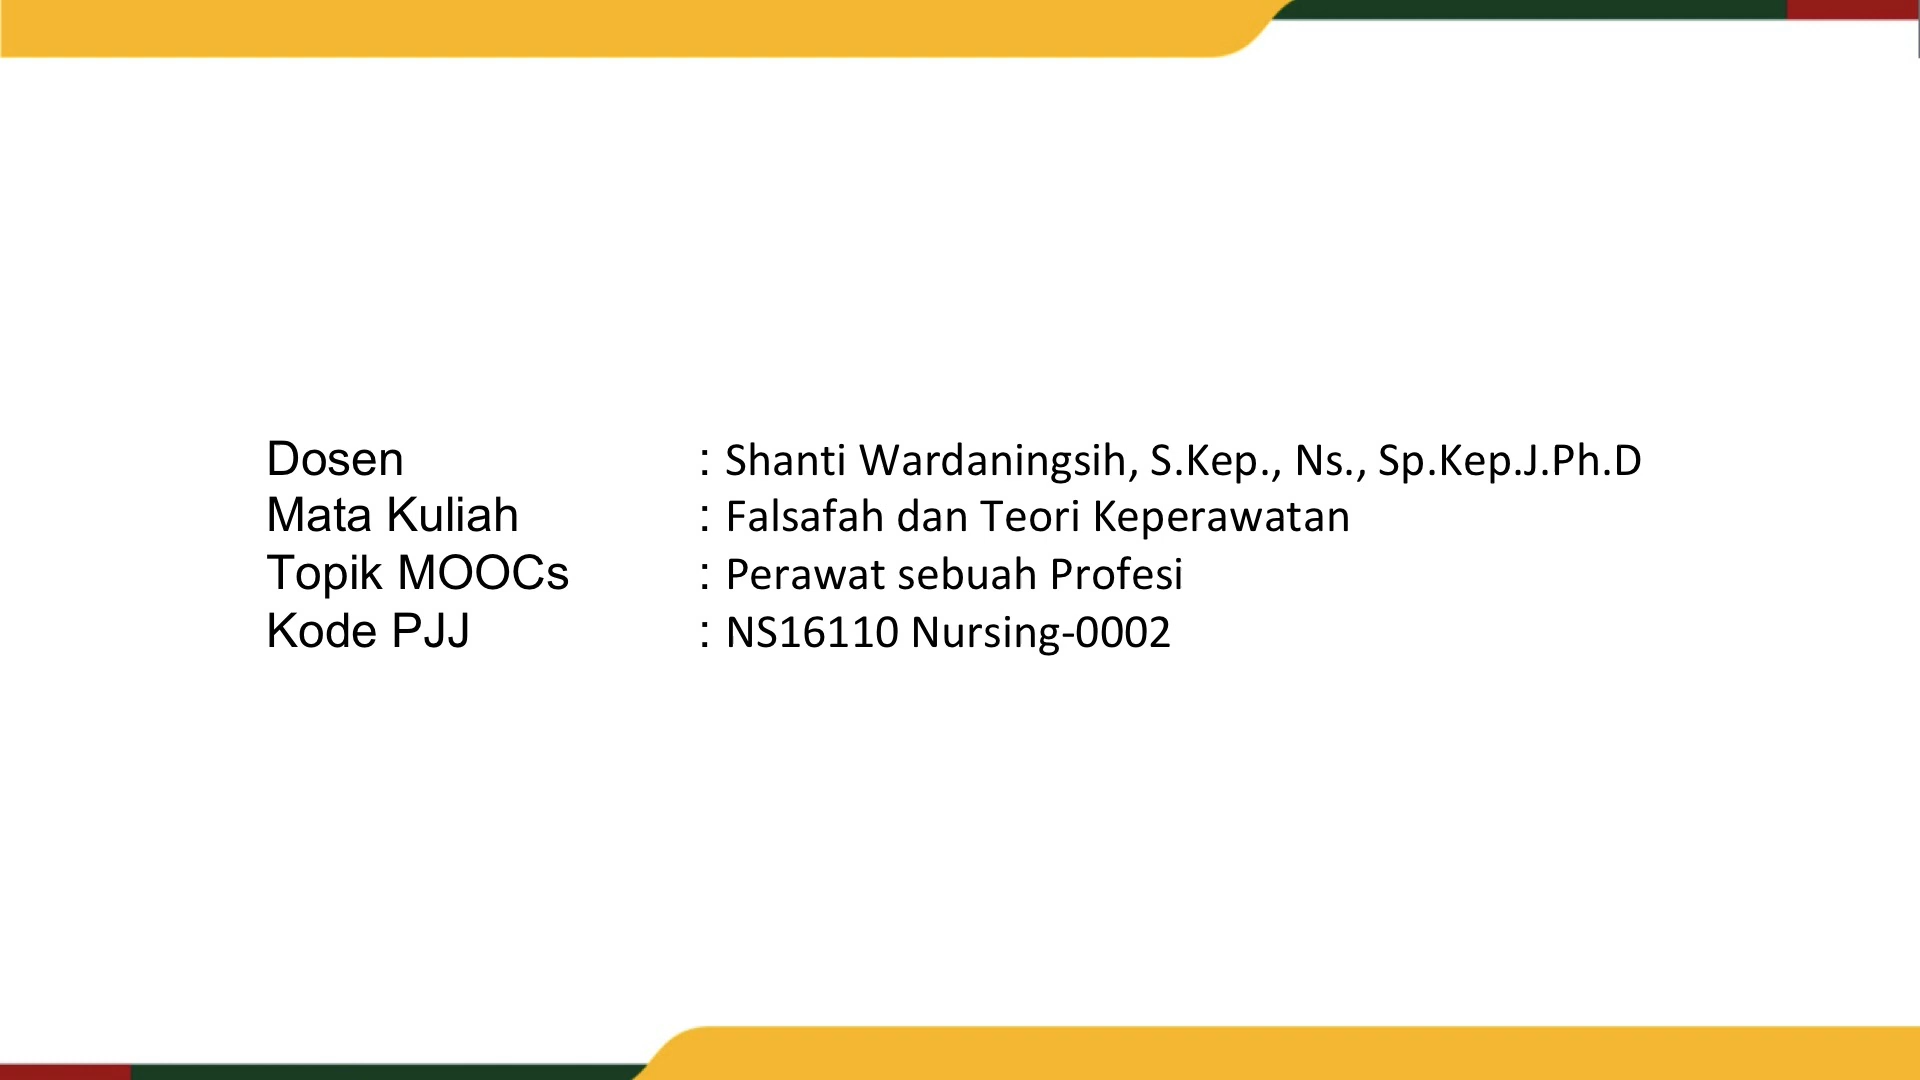 Dosen : Shanti Wardaningsih, S.Kep., Ns., Sp.Kep.J.Ph.D
Mata Kuliah : Falsafah dan Teori Keperawatan
Topik MOOCs : Perawat sebuah Profesi
Kode PJJ : NS16110 Nursing-0002